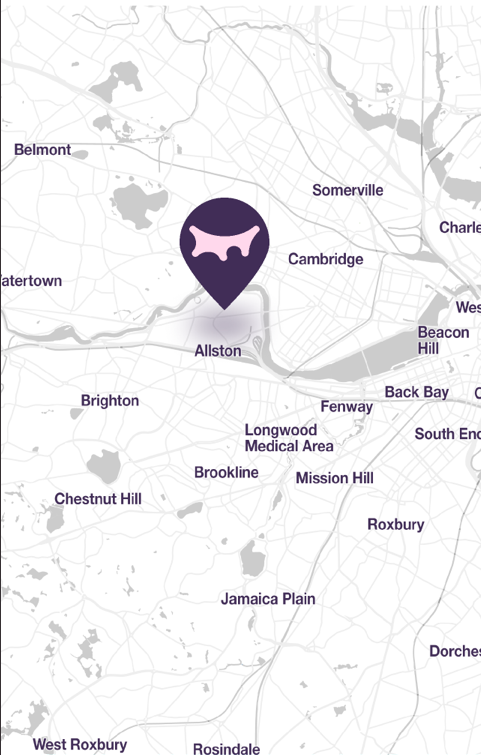 Belmont
Somerville
Charle
Cambridge
atertown
Wes
Beacon
Hill
Allston
Back Bay
C
Brighton
Fenway
Longwood
Medical Area
South End
Brookline
Mission Hill
Chestnut Hill
Roxbury
Jamaica Plain
Dorches
West Roxbury
Rosindale